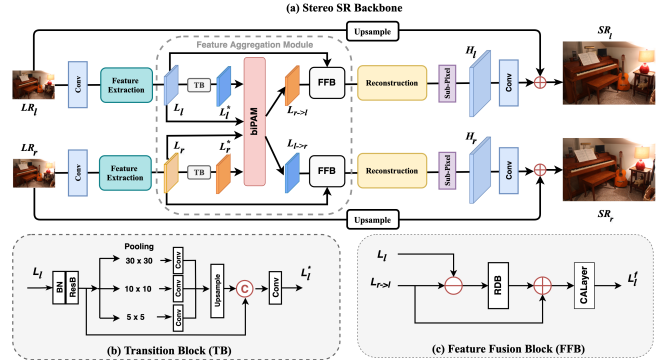 (a) Stereo SR Backbone
Upsample
SR_l
Feature Aggregation Module
H_l
Conv
Feature
Extraction
TB
FFB
Reconstruction
Sub-Pixel
Conv
LR_l
L_l
L_l^*
L_{r->l}
biPAM
LR_r
L_r
L_r^*
L_{l->r}
H_r
Conv
Feature
Extraction
TB
FFB
Reconstruction
Sub-Pixel
Conv
Upsample
SR_r
Pooling
L_l
BN
ResB
30 x 30
Conv
10 x 10
Conv
5 x 5
Conv
Upsample
C
Conv
L_l^*
(b) Transition Block (TB)
L_l
L_{r->l}
RDB
CALayer
L_l^f
(c) Feature Fusion Block (FFB)